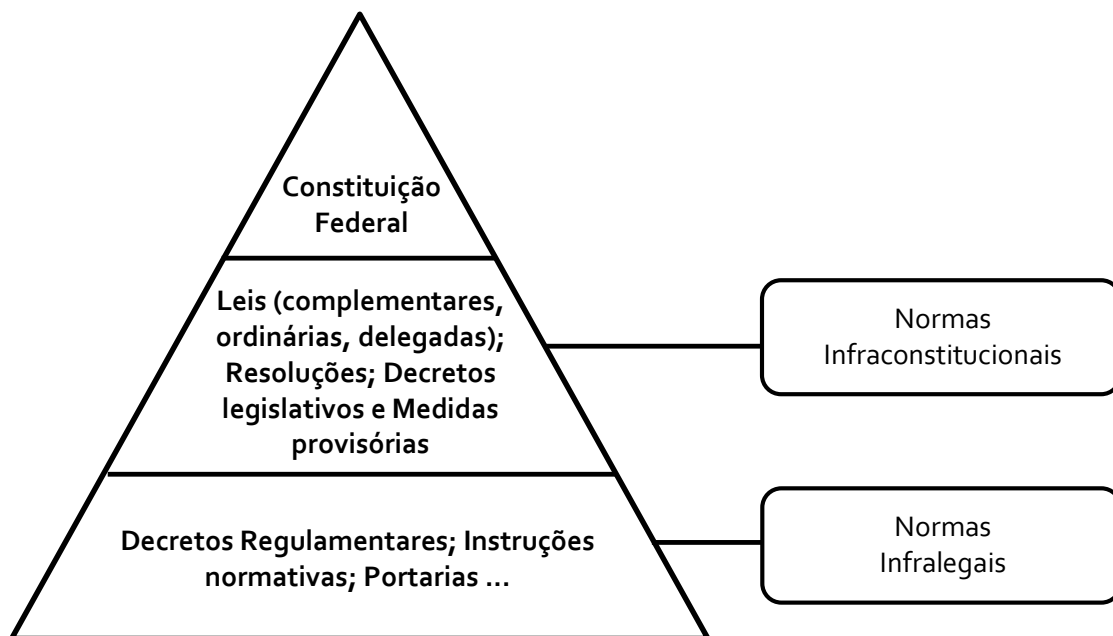 Constituição
Federal
Leis (complementares,
ordinárias, delegadas);
Resoluções; Decretos
legislativos e Medidas
provisórias
Normas
Infraconstitucionais
Decretos Regulamentares; Instruções
normativas; Portarias ...
Normas
Infralegais